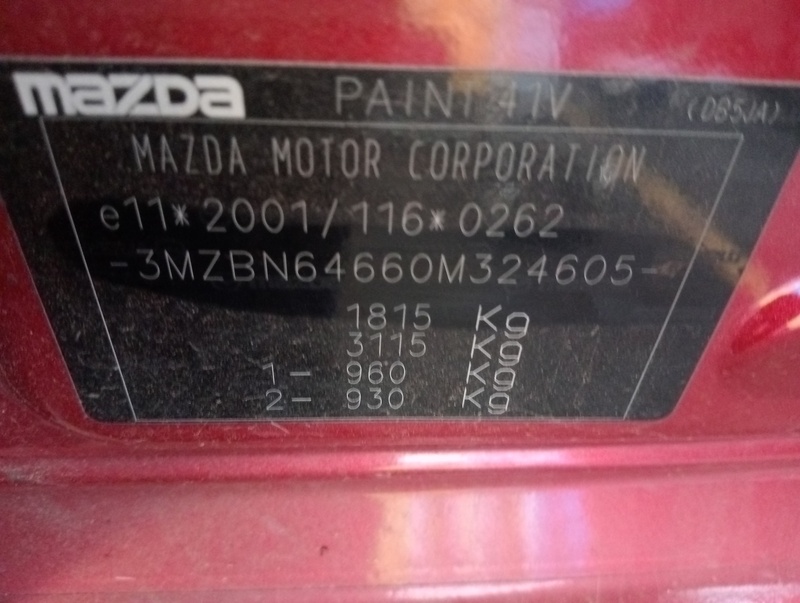 mazda PAINT 41V (DB5JA)
MAZDA MOTOR CORPORATION
e11*2001/116*0262
-3MZBN64660M324605-
1815 Kg
3115 Kg
1- 960 Kg
2- 930 Kg